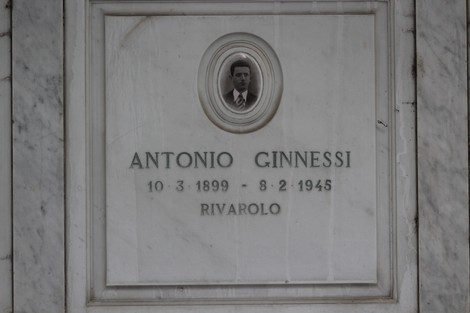 ANTONIO GINNESSI
10·3·1899 - 8·2·1945
RIVAROLO